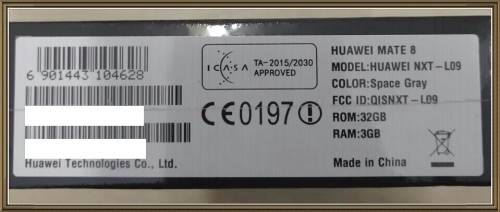 6 901443 104628
Huawei Technologies Co., Ltd.
ICASA
TA-2015/2030
APPROVED
CE0197
HUAWEI MATE 8
MODEL:HUAWEI NXT-L09
COLOR:Space Gray
FCC ID:QISNXT-L09
ROM:32GB
RAM:3GB
Made in China